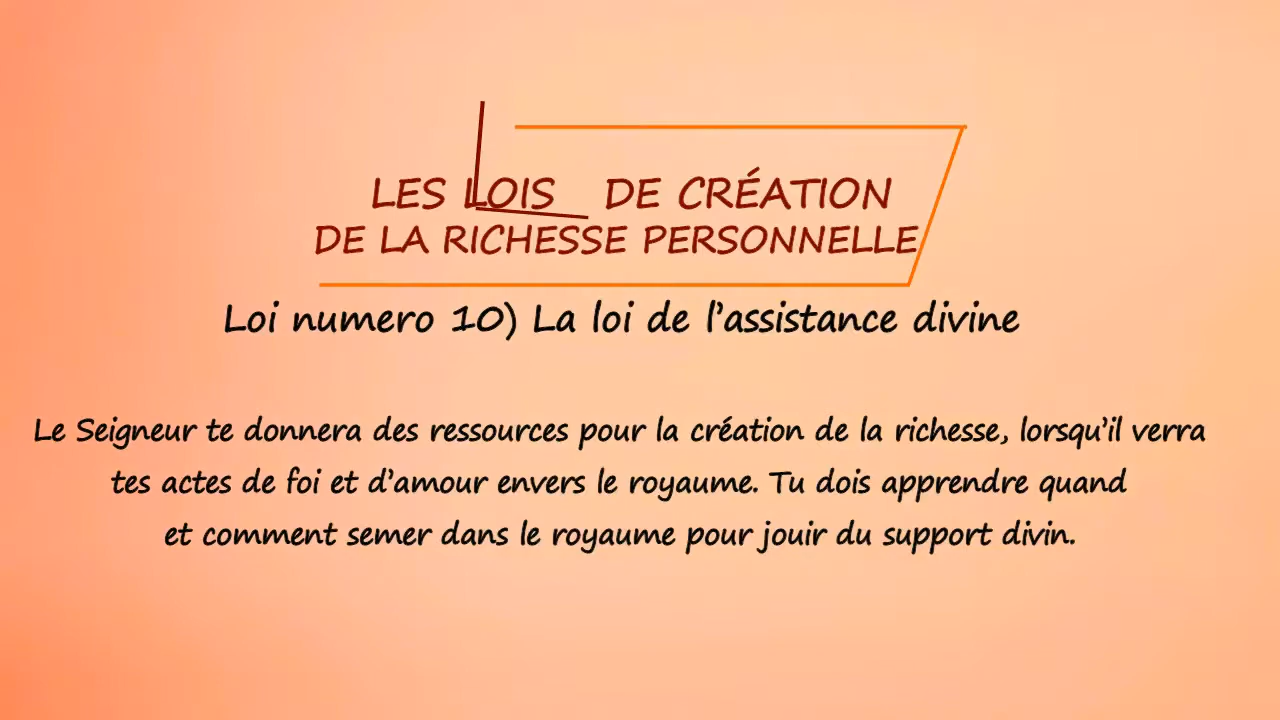 LES LOIS DE CRÉATION
DE LA RICHESSE PERSONNELLE
Loi numero 10) La loi de l'assistance divine
Le Seigneur te donnera des ressources pour la création de la richesse, lorsqu'il verra
tes actes de foi et d'amour envers le royaume. Tu dois apprendre quand
et comment semer dans le royaume pour jouir du support divin.